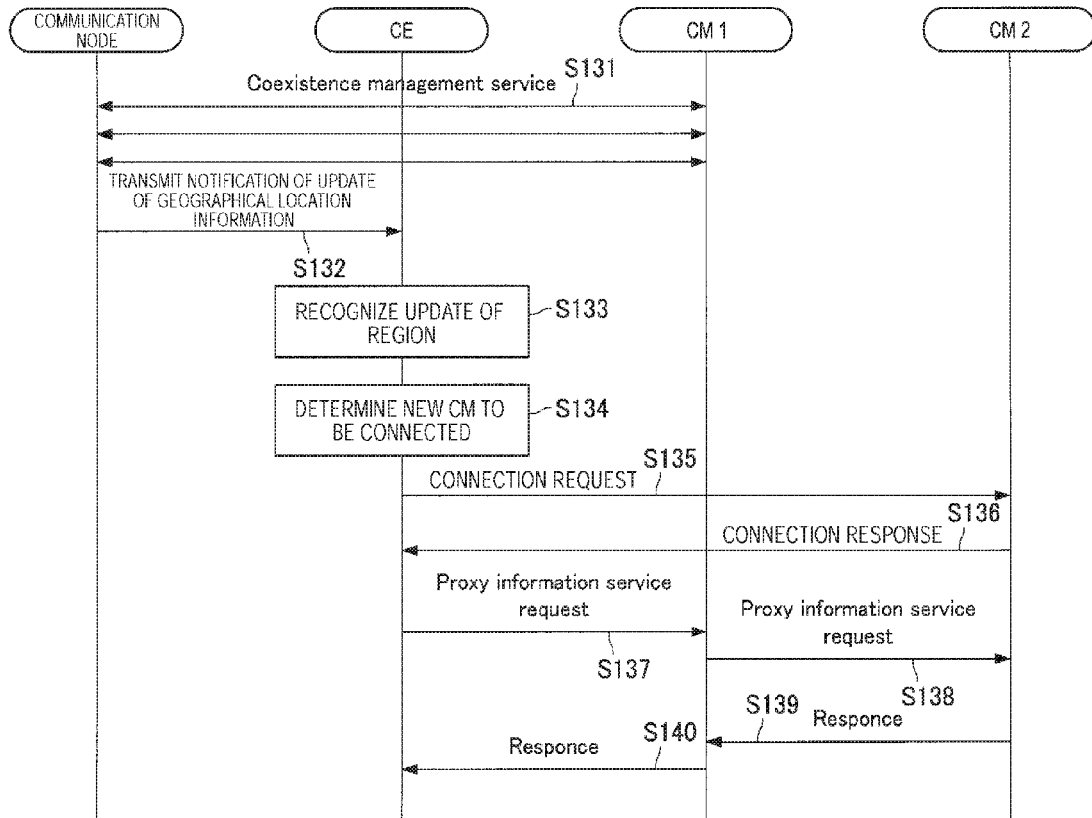 COMMUNICATION
NODE
CE
CM 1
CM 2
S131
Coexistence management service
TRANSMIT NOTIFICATION OF UPDATE
OF GEOGRAPHICAL LOCATION
INFORMATION
S132
RECOGNIZE UPDATE OF
REGION
S133
DETERMINE NEW CM TO
BE CONNECTED
S134
S135
CONNECTION REQUEST
S136
CONNECTION RESPONSE
Proxy information service
request
S137
Proxy information service
request
S138
S139
Responce
S140
Responce